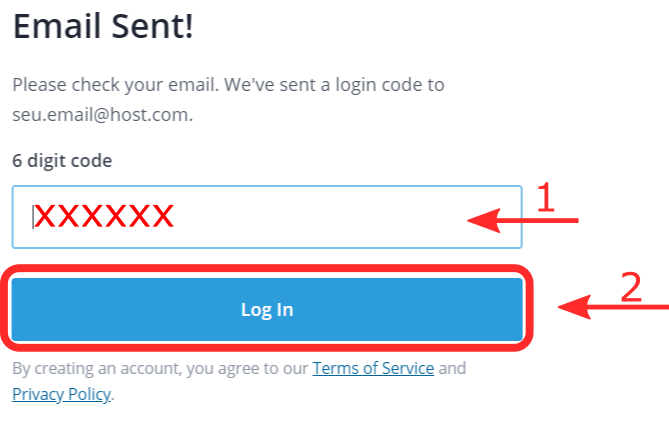 Email Sent!
Please check your email. We've sent a login code to
seu.email@host.com.
6 digit code
XXXXXX
1
2
Log In
By creating an account, you agree to our Terms of Service and
Privacy Policy.